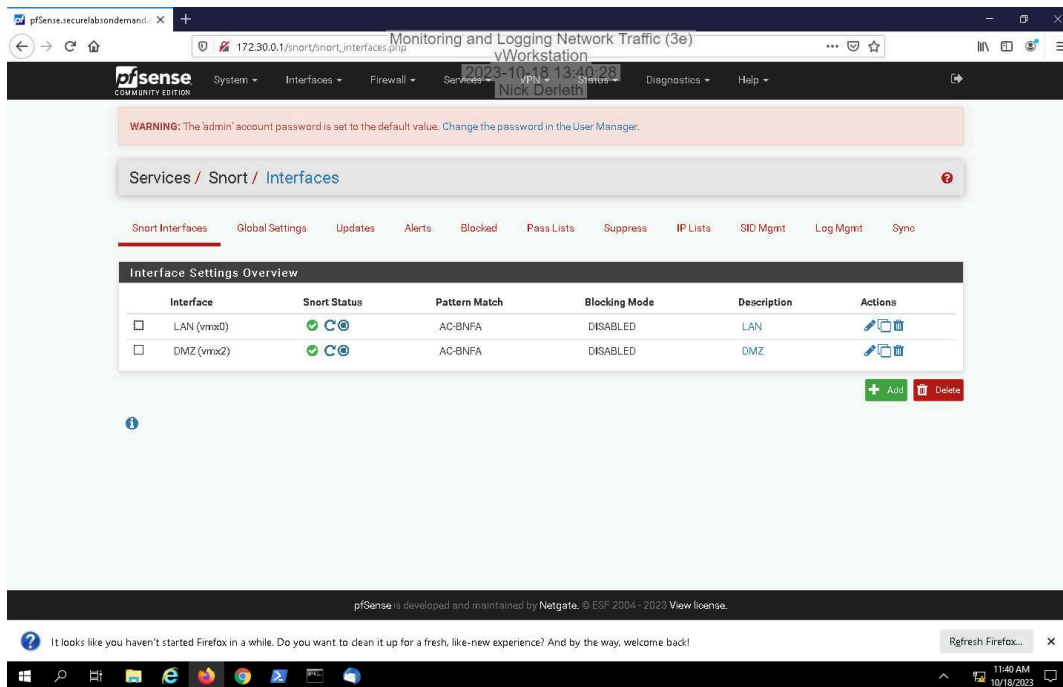 pfSense.securelabsondemand.c
172.30.0.1/snort/snort_interfaces.php
Monitoring and Logging Network Traffic (3e)
vWorkstation
2023-10-18 13:40:28
Nick Derleth
pfsense
COMMUNITY EDITION
System Interfaces Firewall Services VPN Status Diagnostics Help
WARNING: The 'admin' account password is set to the default value. Change the password in the User Manager.
Services / Snort / Interfaces
Snort Interfaces Global Settings Updates Alerts Blocked Pass Lists Suppress IP Lists SID Mgmt Log Mgmt Sync
Interface Settings Overview
Interface Snort Status Pattern Match Blocking Mode Description Actions
LAN (vmx0) AC-BNFA DISABLED LAN
DMZ (vmx2) AC-BNFA DISABLED DMZ
Add Delete
pfSense is developed and maintained by Netgate. © ESF 2004 - 2023 View license.
It looks like you haven't started Firefox in a while. Do you want to clean it up for a fresh, like-new experience? And by the way, welcome back! Refresh Firefox...
11:40 AM
10/18/2023